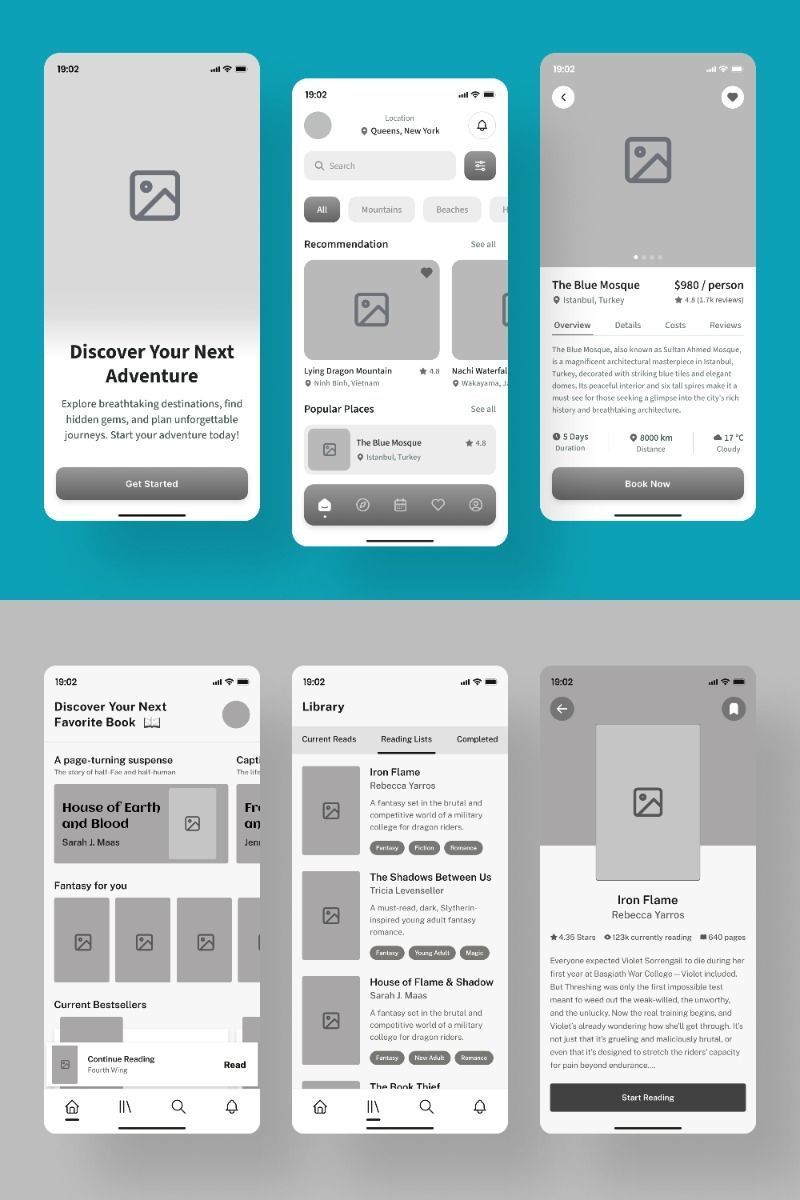 19:02
Discover Your Next
Adventure
Explore breathtaking destinations, find
hidden gems, and plan unforgettable
journeys. Start your adventure today!
Get Started
19:02
Location
Queens, New York
Search
All
Mountains
Beaches
H
Recommendation
See all
Lying Dragon Mountain
4.8
Ninh Binh, Vietnam
Nachi Waterfal
Wakayama, Ja
Popular Places
See all
The Blue Mosque
4.8
Istanbul, Turkey
19:02
The Blue Mosque
$980 / person
Istanbul, Turkey
4.8 (1.7k reviews)
Overview
Details
Costs
Reviews
The Blue Mosque, also known as Sultan Ahmed Mosque,
is a magnificent architectural masterpiece in Istanbul,
Turkey, decorated with striking blue tiles and elegant
domes. Its peaceful interior and six tall spires make it a
must see for those seeking a glimpse into the city's rich
history and breathtaking architecture.
5 Days
Duration
8000 km
Distance
17 °C
Cloudy
Book Now
19:02
Discover Your Next
Favorite Book
A page-turning suspense
The story of half-Fae and half-human
Capti
The life
House of Earth
and Blood
Sarah J. Maas
Fr
an
Jenn
Fantasy for you
Current Bestsellers
Continue Reading
Fourth Wing
Read
19:02
Library
Current Reads
Reading Lists
Completed
Iron Flame
Rebecca Yarros
A fantasy set in the brutal and
competitive world of a military
college for dragon riders.
Fantasy
Fiction
Romance
The Shadows Between Us
Tricia Levenseller
A must-read, dark, Slytherin-
inspired young adult fantasy
romance.
Fantasy
Young Adult
Magic
House of Flame & Shadow
Sarah J. Maas
A fantasy set in the brutal and
competitive world of a military
college for dragon riders.
Fantasy
New Adult
Romance
The Book Thief
19:02
Iron Flame
Rebecca Yarros
4.35 Stars
123k currently reading
640 pages
Everyone expected Violet Sorrengail to die during her
first year at Basgiath War College—Violet included.
But Threshing was only the first impossible test
meant to weed out the weak-willed, the unworthy,
and the unlucky. Now the real training begins, and
Violet's already wondering how she'll get through. It's
not just that it's grueling and maliciously brutal, or
even that it's designed to stretch the riders' capacity
for pain beyond endurance....
Start Reading